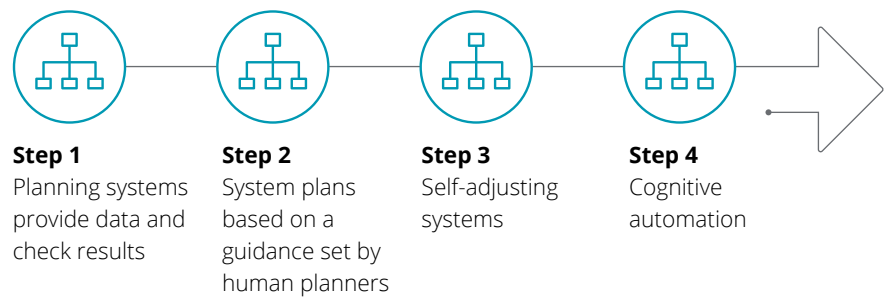 Step 1
Planning systems
provide data and
check results
Step 2
System plans
based on a
guidance set by
human planners
Step 3
Self-adjusting
systems
Step 4
Cognitive
automation